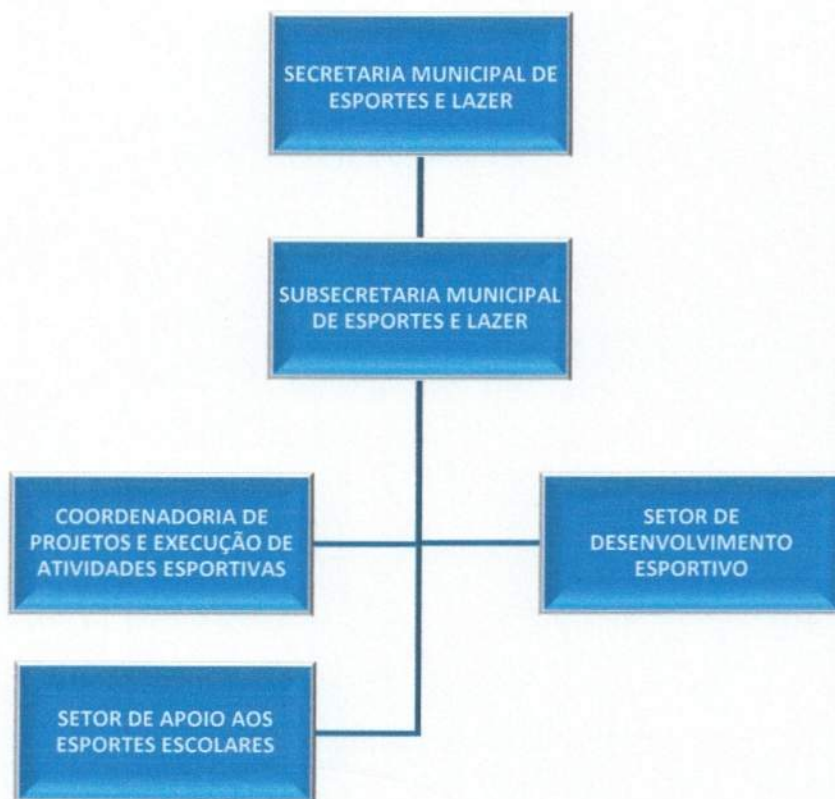 SECRETARIA MUNICIPAL DE
ESPORTES E LAZER
SUBSECRETARIA MUNICIPAL
DE ESPORTES E LAZER
COORDENADORIA DE
PROJETOS E EXECUÇÃO DE
ATIVIDADES ESPORTIVAS
SETOR DE
DESENVOLVIMENTO
ESPORTIVO
SETOR DE APOIO AOS
ESPORTES ESCOLARES